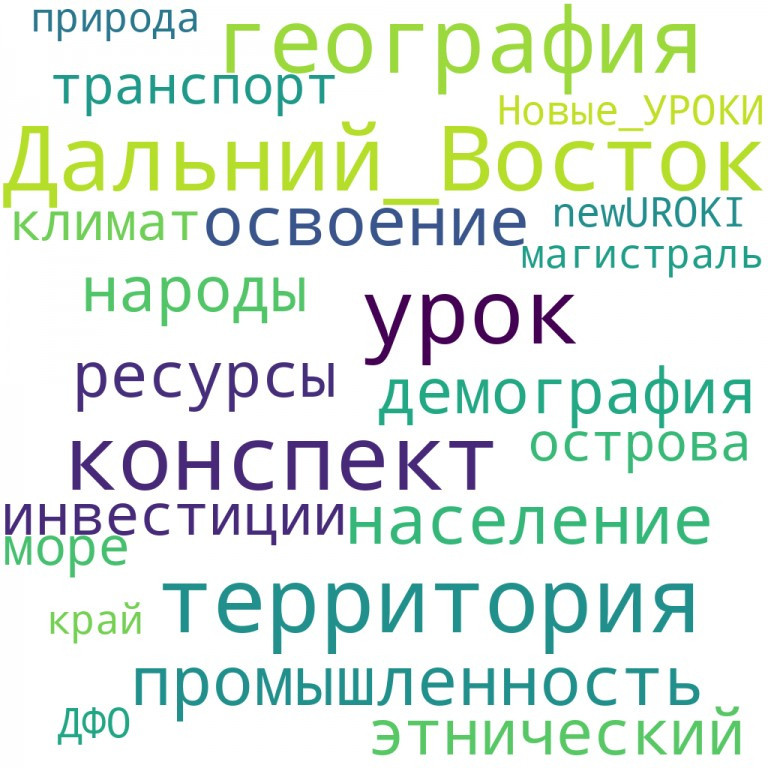 природа
география
транспорт
Новые_УРОКИ
Дальний_Восток
климат
освоение
newUROKI
магистраль
народы
урок
ресурсы
демография
конспект
острова
инвестиции
население
море
территория
край
промышленность
ДФО
этнический